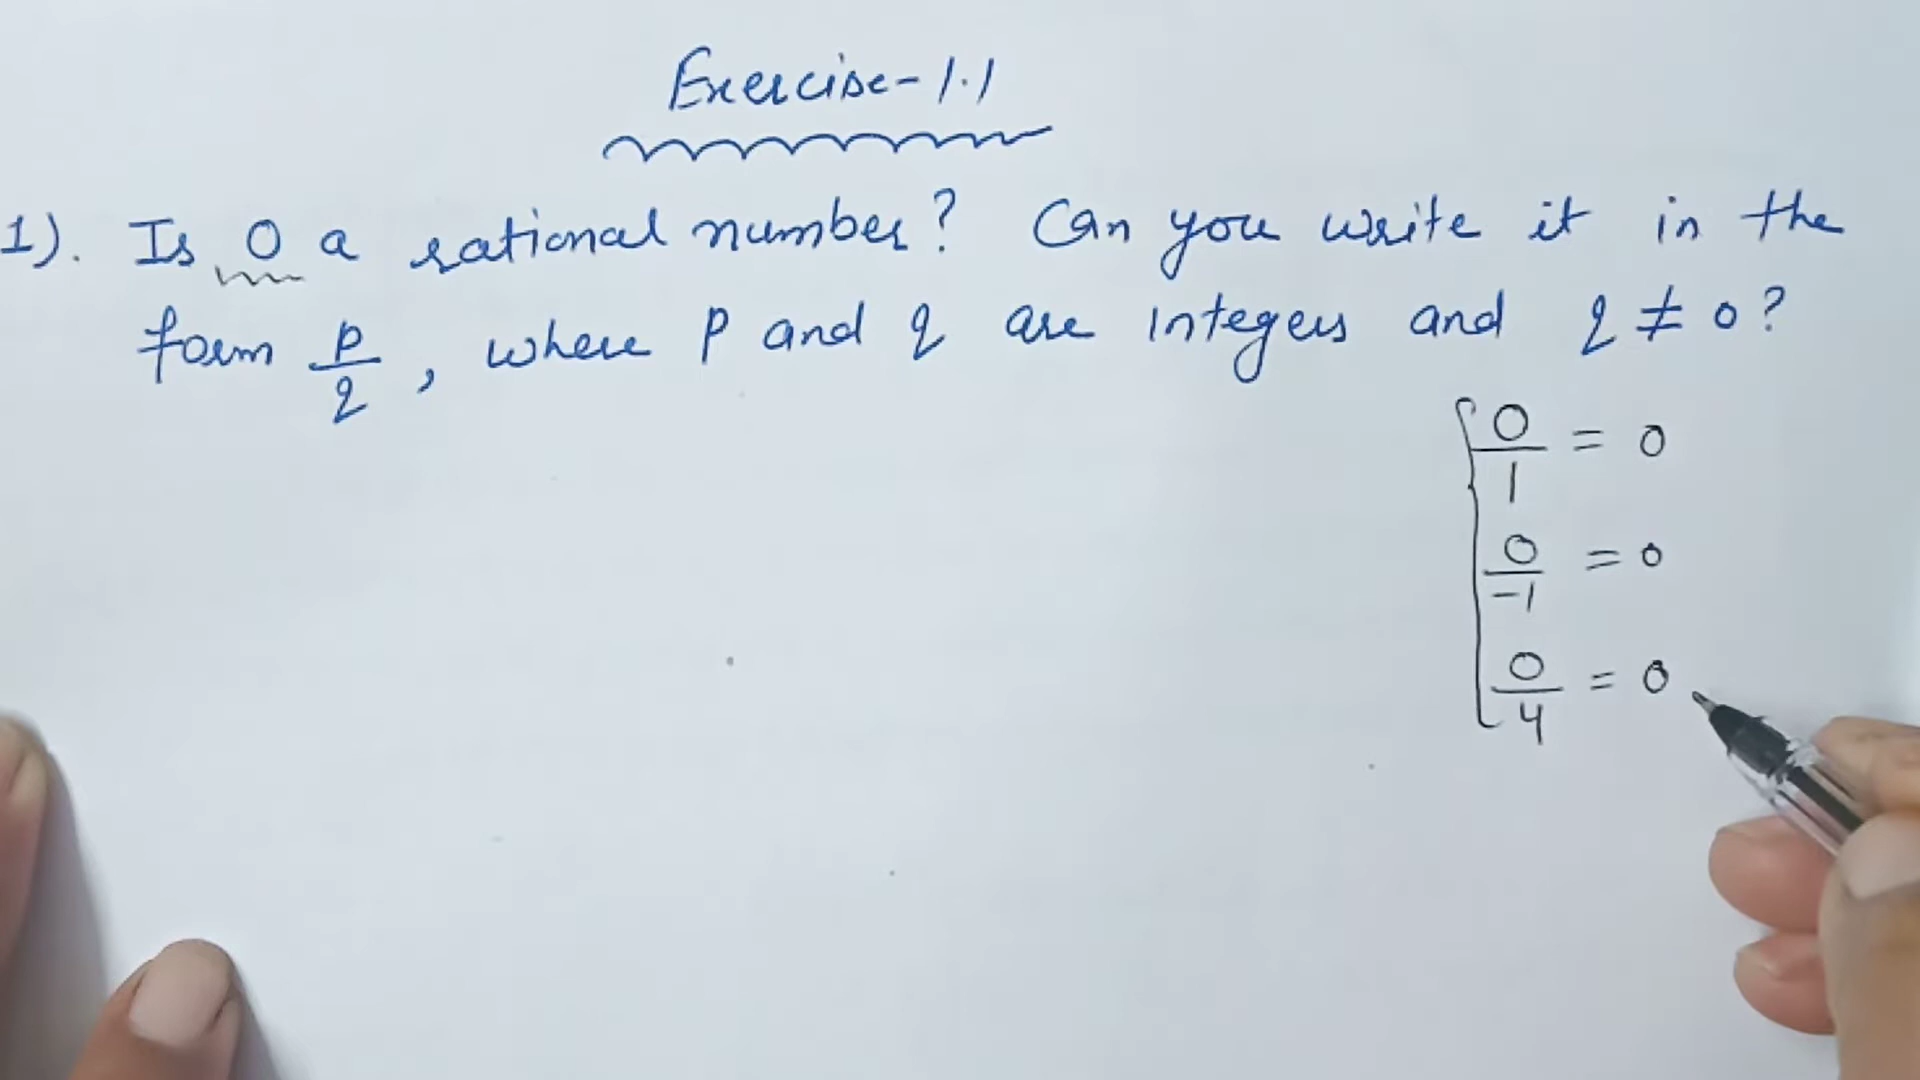 Exercise-1.1
1). Is 0 a rational number? Can you write it in the
form p/q, where p and q are integers and q ≠ 0?
0/1 = 0
0/-1 = 0
0/4 = 0